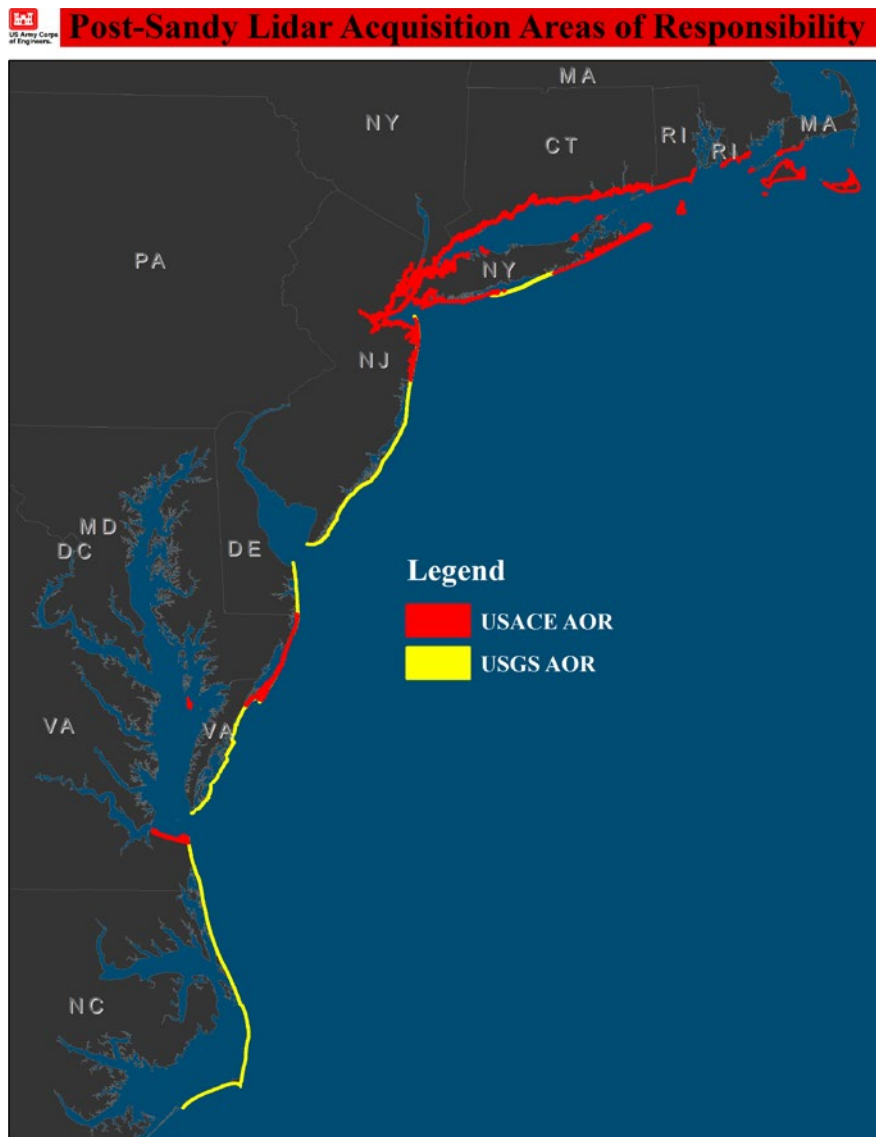 US Army Corps
of Engineers.
Post-Sandy Lidar Acquisition Areas of Responsibility
MA
NY
CT
RI
RI
MA
PA
NY
NJ
MD
DC
DE
Legend
USACE AOR
USGS AOR
VA
VA
NC